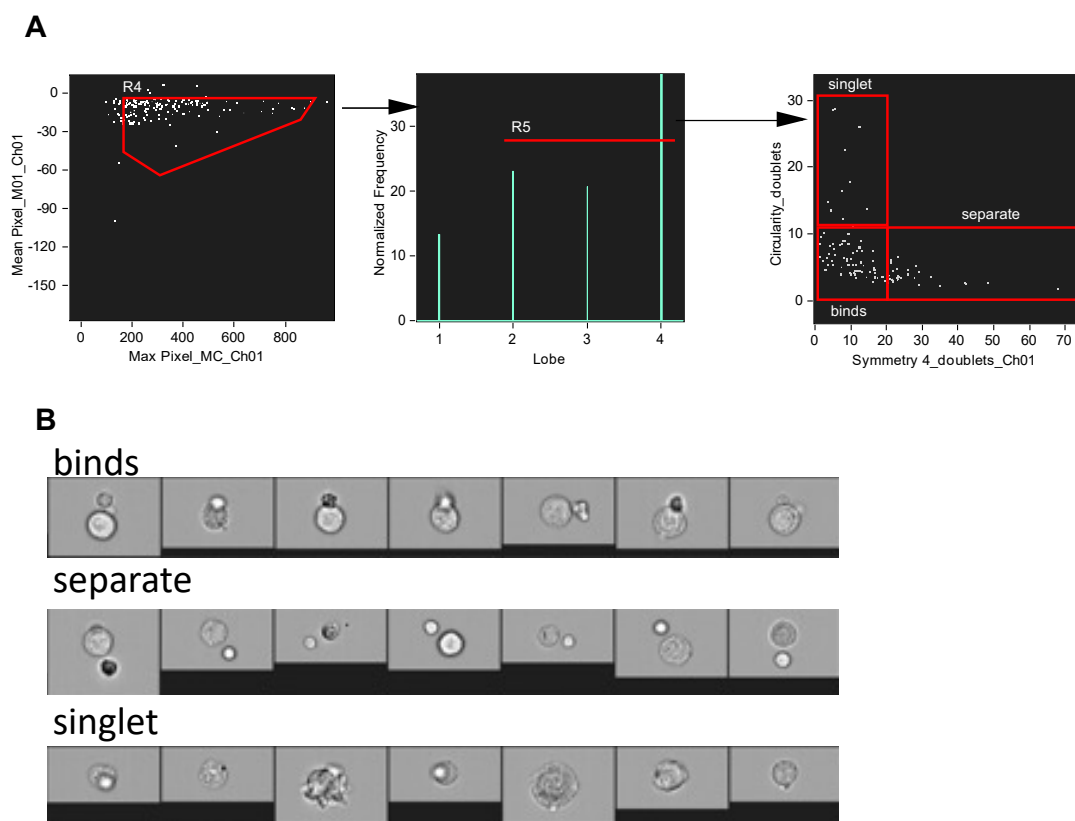 A
R4
0
-30
-60
-90
-120
-150
Mean Pixel_M01_Ch01
0 200 400 600 800
Max Pixel_MC_Ch01
R5
30
20
10
0
Normalized Frequency
1 2 3 4
Lobe
singlet
separate
binds
30
20
10
0
Circularity_doublets
0 10 20 30 40 50 60 70
Symmetry 4_doublets_Ch01
B
binds
separate
singlet